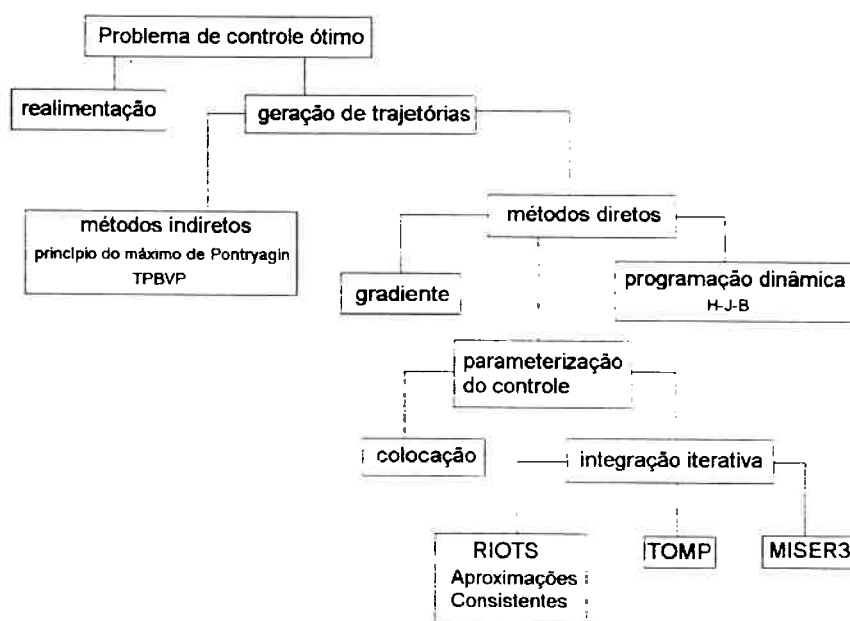 Problema de controle ótimo
realimentação
geração de trajetórias
métodos indiretos
princípio do máximo de Pontryagin
TPBVP
métodos diretos
gradiente
programação dinâmica
H-J-B
parameterização
do controle
colocação
integração iterativa
RIOTS
Aproximações
Consistentes
TOMP
MISER3